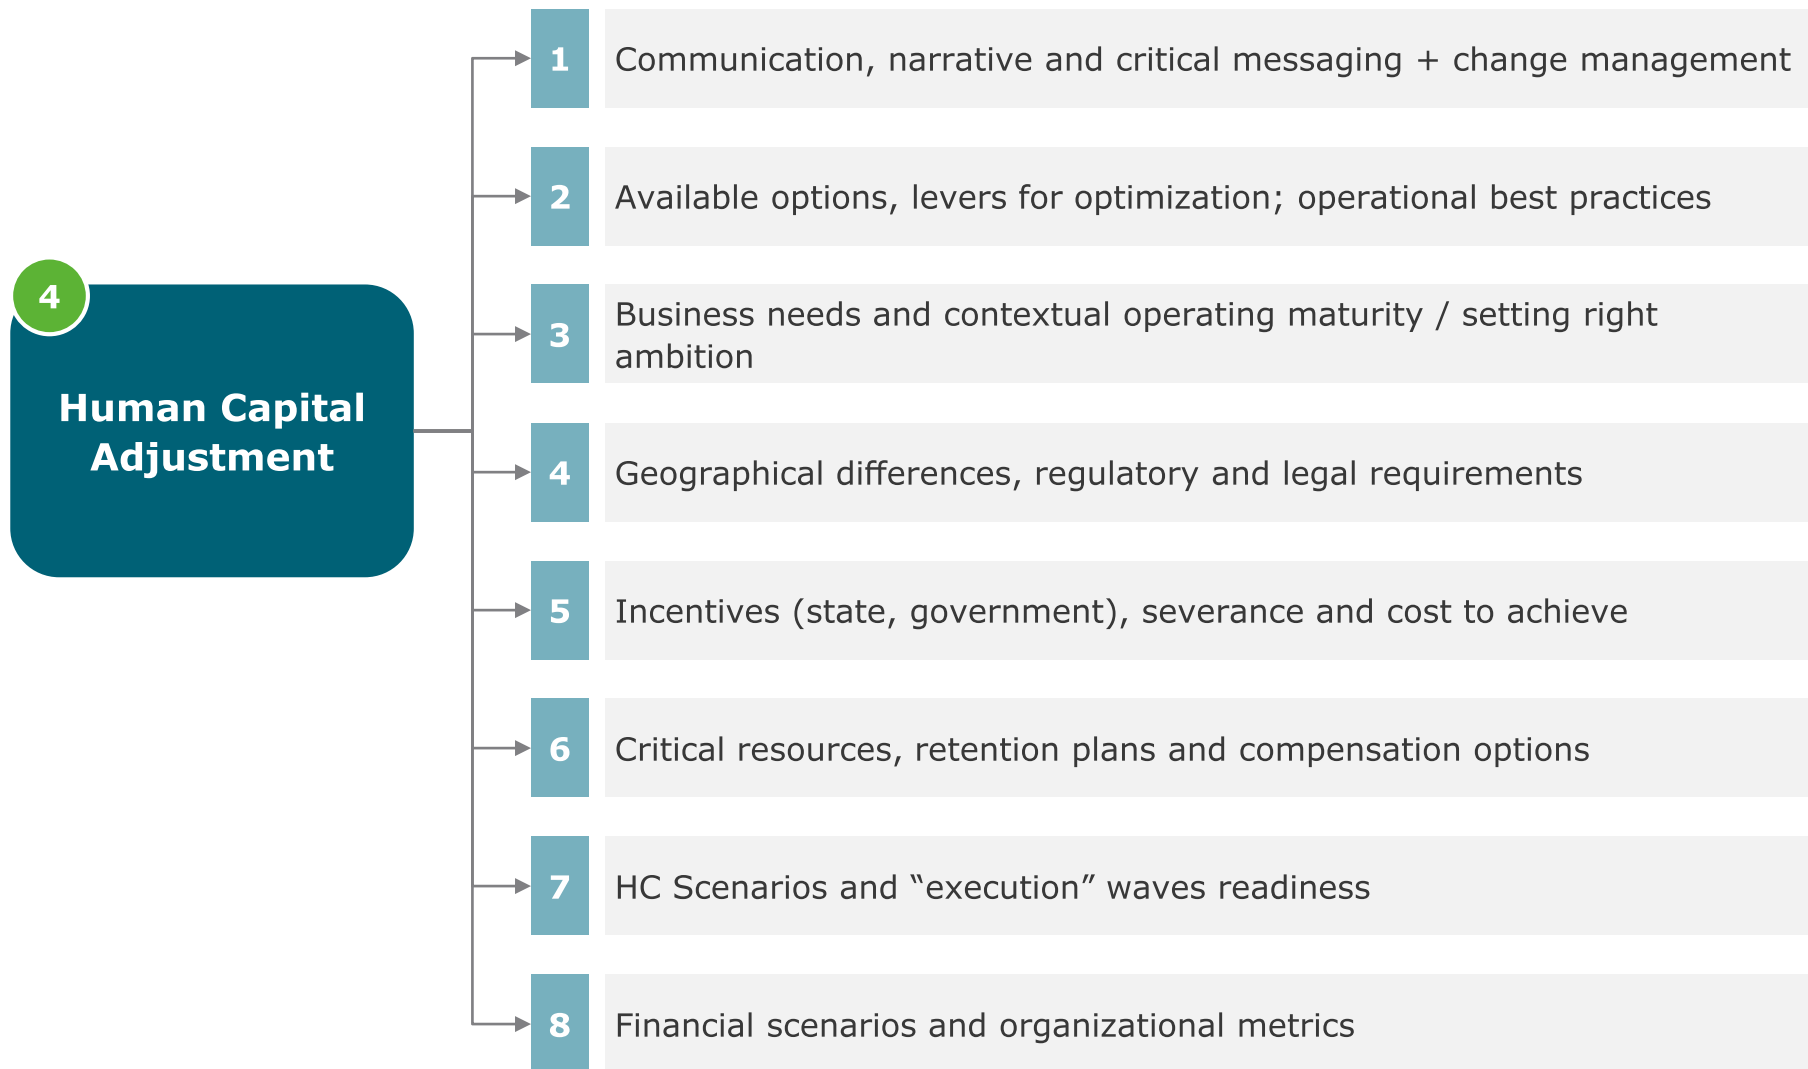 4
Human Capital
Adjustment
1
Communication, narrative and critical messaging + change management
2
Available options, levers for optimization; operational best practices
3
Business needs and contextual operating maturity / setting right
ambition
4
Geographical differences, regulatory and legal requirements
5
Incentives (state, government), severance and cost to achieve
6
Critical resources, retention plans and compensation options
7
HC Scenarios and “execution” waves readiness
8
Financial scenarios and organizational metrics